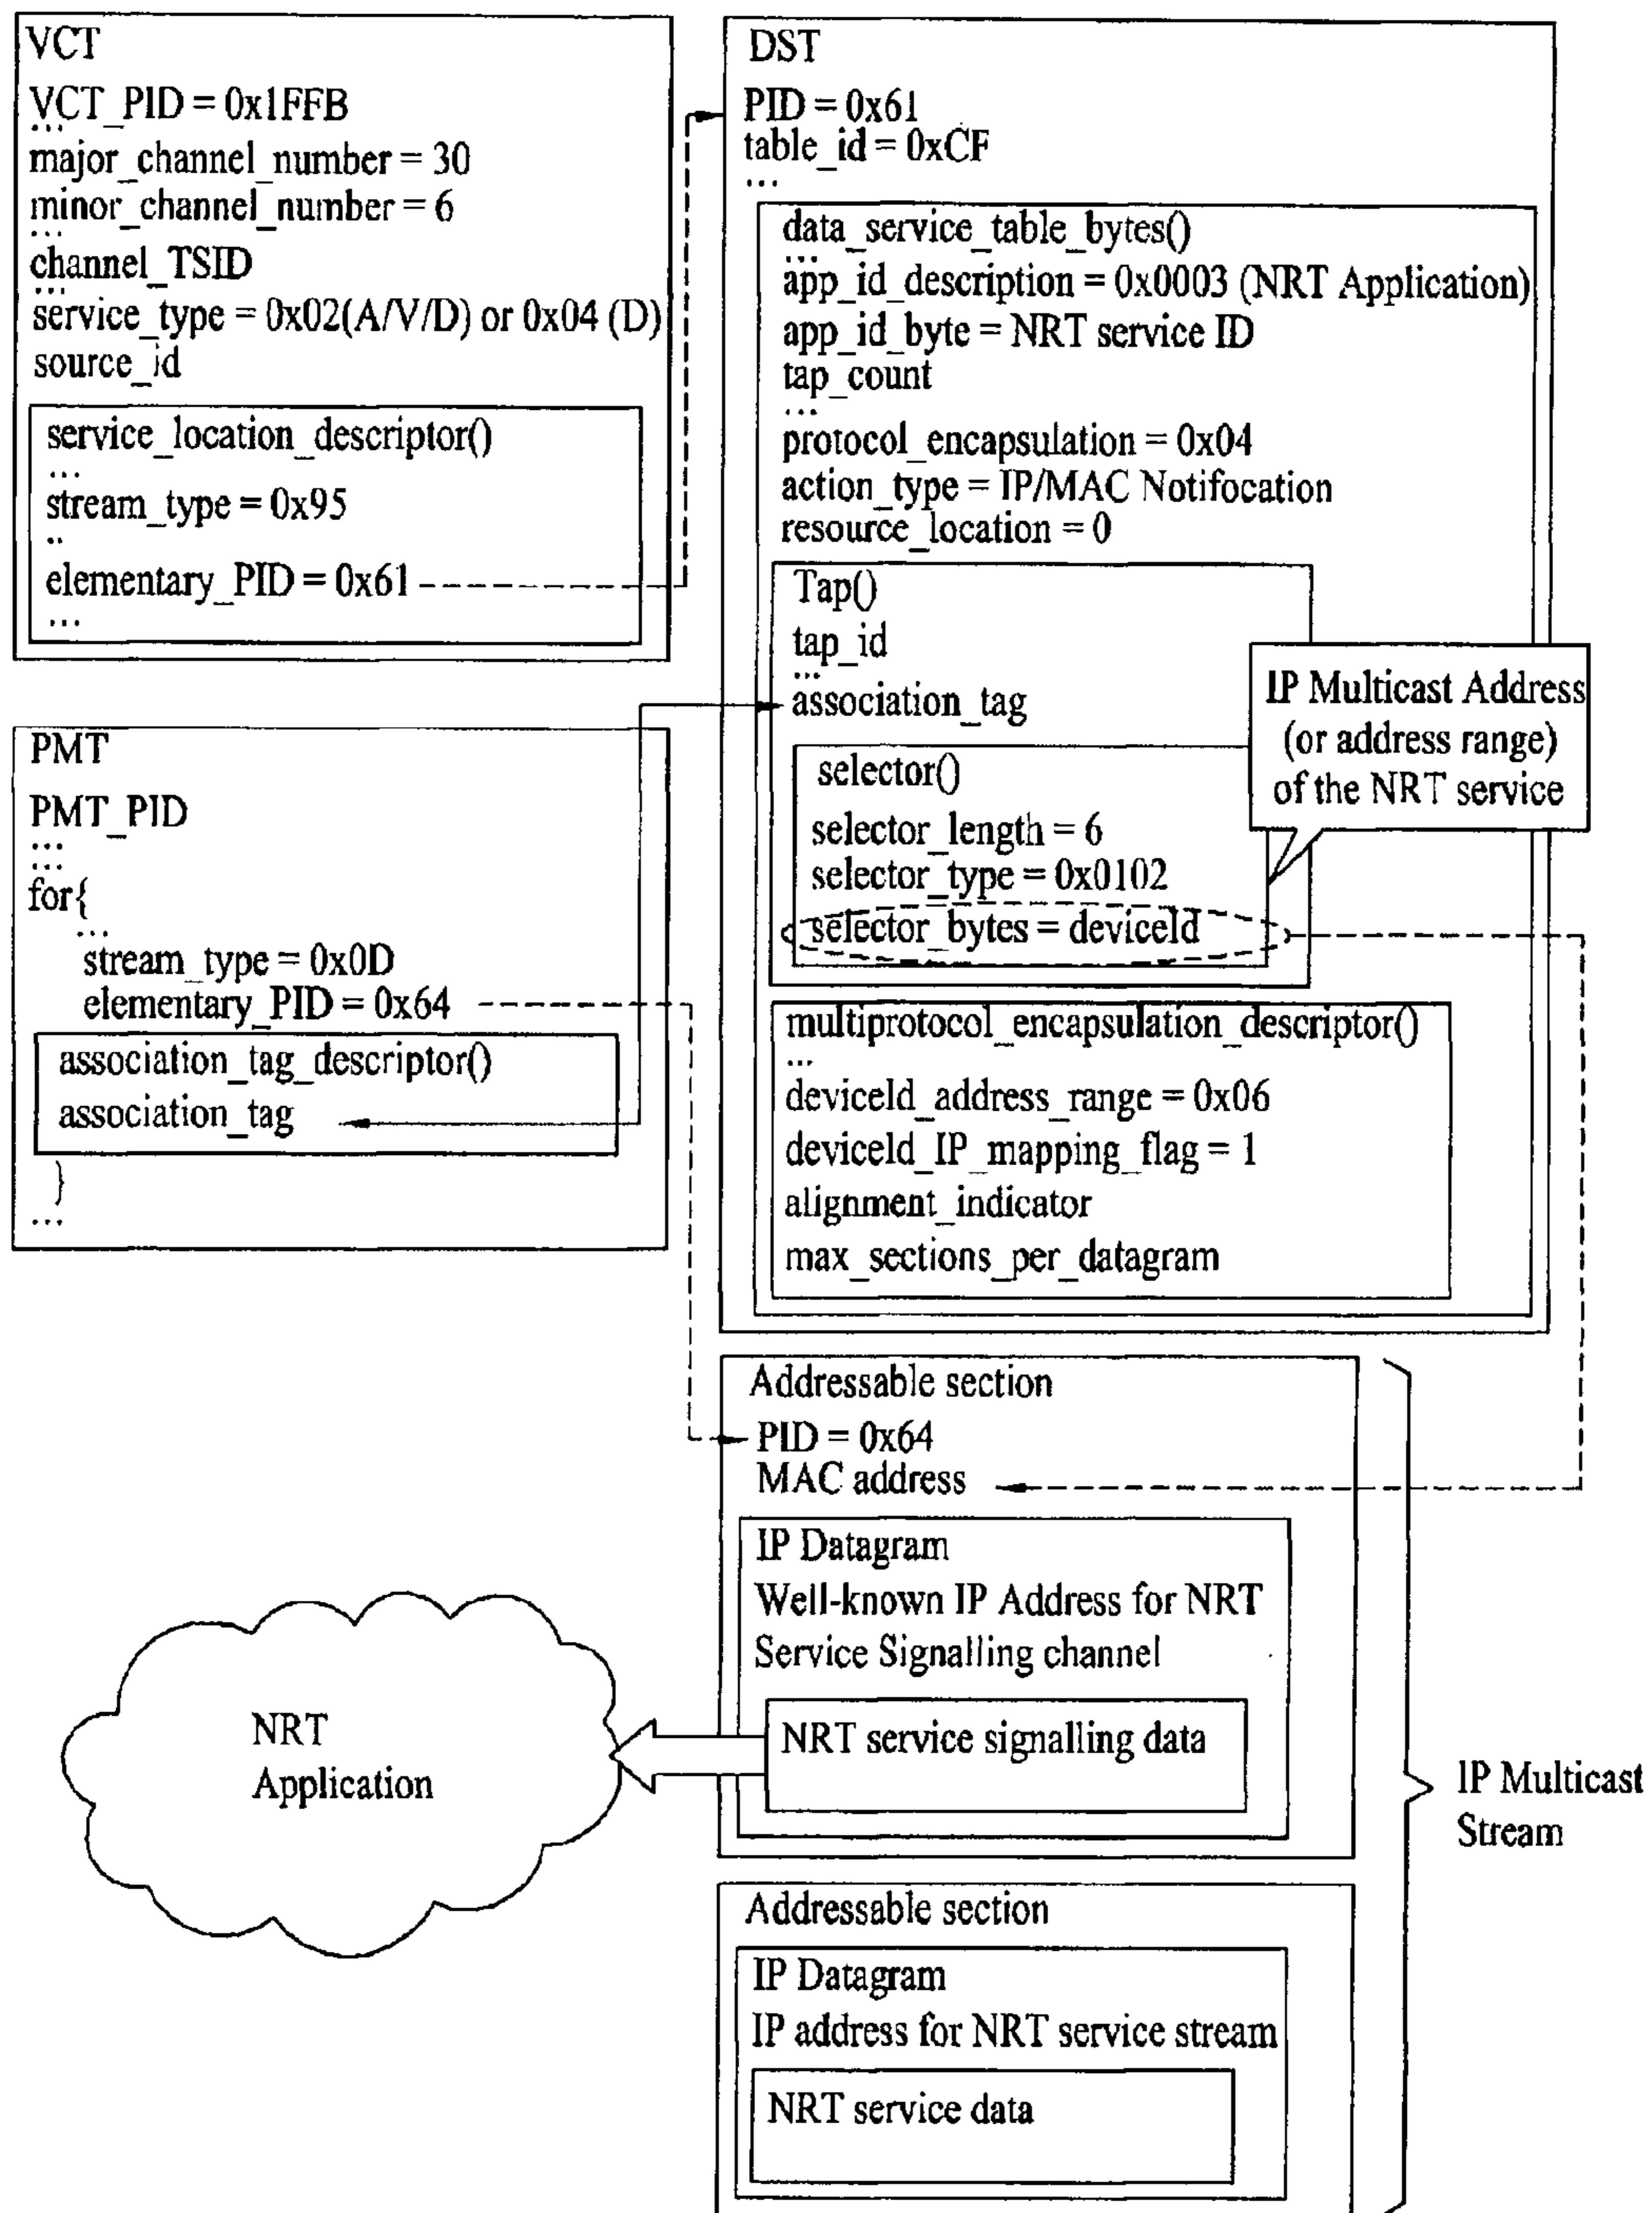 VCT
VCT_PID = 0x1FFB
...
major_channel_number = 30
minor_channel_number = 6
...
channel_TSID
...
service_type = 0x02(A/V/D) or 0x04 (D)
source_id
service_location_descriptor()
...
stream_type = 0x95
..
elementary_PID = 0x61
...
PMT
PMT_PID
...
...
for{
...
stream_type = 0x0D
elementary_PID = 0x64
association_tag_descriptor()
association_tag
}
...
DST
PID = 0x61
table_id = 0xCF
...
data_service_table_bytes()
...
app_id_description = 0x0003 (NRT Application)
app_id_byte = NRT service ID
tap_count
...
protocol_encapsulation = 0x04
action_type = IP/MAC Notifocation
resource_location = 0
Tap()
tap_id
...
association_tag
selector()
selector_length = 6
selector_type = 0x0102
selector_bytes = deviceId
IP Multicast Address
(or address range)
of the NRT service
multiprotocol_encapsulation_descriptor()
...
deviceId_address_range = 0x06
deviceId_IP_mapping_flag = 1
alignment_indicator
max_sections_per_datagram
Addressable section
PID = 0x64
MAC address
IP Datagram
Well-known IP Address for NRT
Service Signalling channel
NRT service signalling data
NRT
Application
IP Multicast
Stream
Addressable section
IP Datagram
IP address for NRT service stream
NRT service data